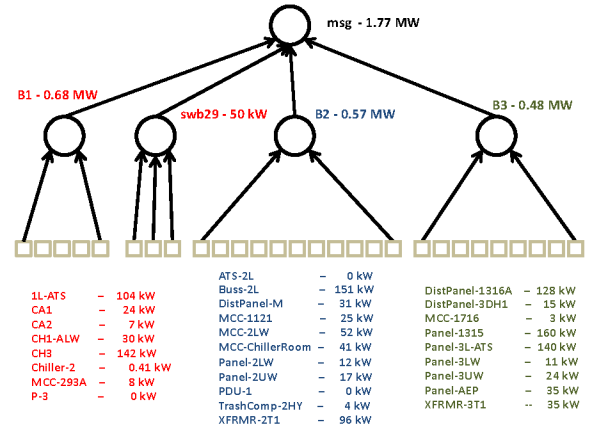 msg - 1.77 MW
B1 - 0.68 MW
swb29 - 50 kW
B2 - 0.57 MW
B3 - 0.48 MW
1L-ATS – 104 kW
CA1 – 24 kW
CA2 – 7 kW
CH1-ALW – 30 kW
CH3 – 142 kW
Chiller-2 – 0.41 kW
MCC-293A – 8 kW
P-3 – 0 kW
ATS-2L – 0 kW
Buss-2L – 151 kW
DistPanel-M – 31 kW
MCC-1121 – 25 kW
MCC-2LW – 52 kW
MCC-ChillerRoom – 41 kW
Panel-2LW – 12 kW
Panel-2UW – 17 kW
PDU-1 – 0 kW
TrashComp-2HY – 4 kW
XFRMR-2T1 – 96 kW
DistPanel-1316A – 128 kW
DistPanel-3DH1 – 15 kW
MCC-1716 – 3 kW
Panel-1315 – 160 kW
Panel-3L-ATS – 140 kW
Panel-3LW – 11 kW
Panel-3UW – 24 kW
Panel-AEP – 35 kW
XFRMR-3T1 -- 35 kW